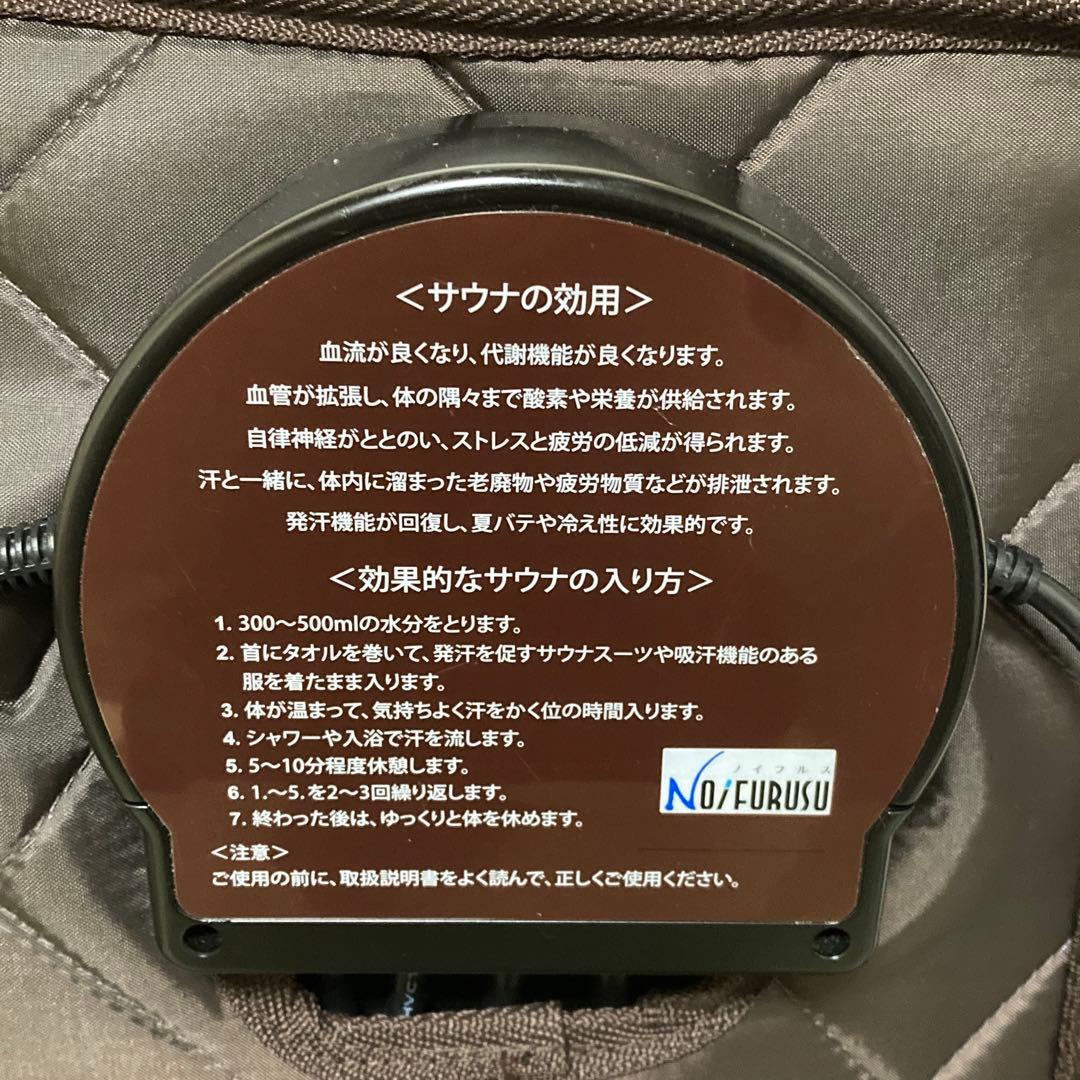 ＜サウナの効用＞
血流が良くなり、代謝機能が良くなります。
血管が拡張し、体の隅々まで酸素や栄養が供給されます。
自律神経がととのい、ストレスと疲労の低減が得られます。
汗と一緒に、体内に溜まった老廃物や疲労物質などが排泄されます。
発汗機能が回復し、夏バテや冷え性に効果的です。
＜効果的なサウナの入り方＞
1. 300～500mlの水分をとります。
2. 首にタオルを巻いて、発汗を促すサウナスーツや吸汗機能のある
服を着たまま入ります。
3. 体が温まって、気持ちよく汗をかく位の時間入ります。
4. シャワーや入浴で汗を流します。
5. 5～10分程度休憩します。
6. 1.～5.を2～3回繰り返します。
7. 終わった後は、ゆっくりと体を休めます。
ノイフルス
NOiFURUSU
＜注意＞
ご使用の前に、取扱説明書をよく読んで、正しくご使用ください。